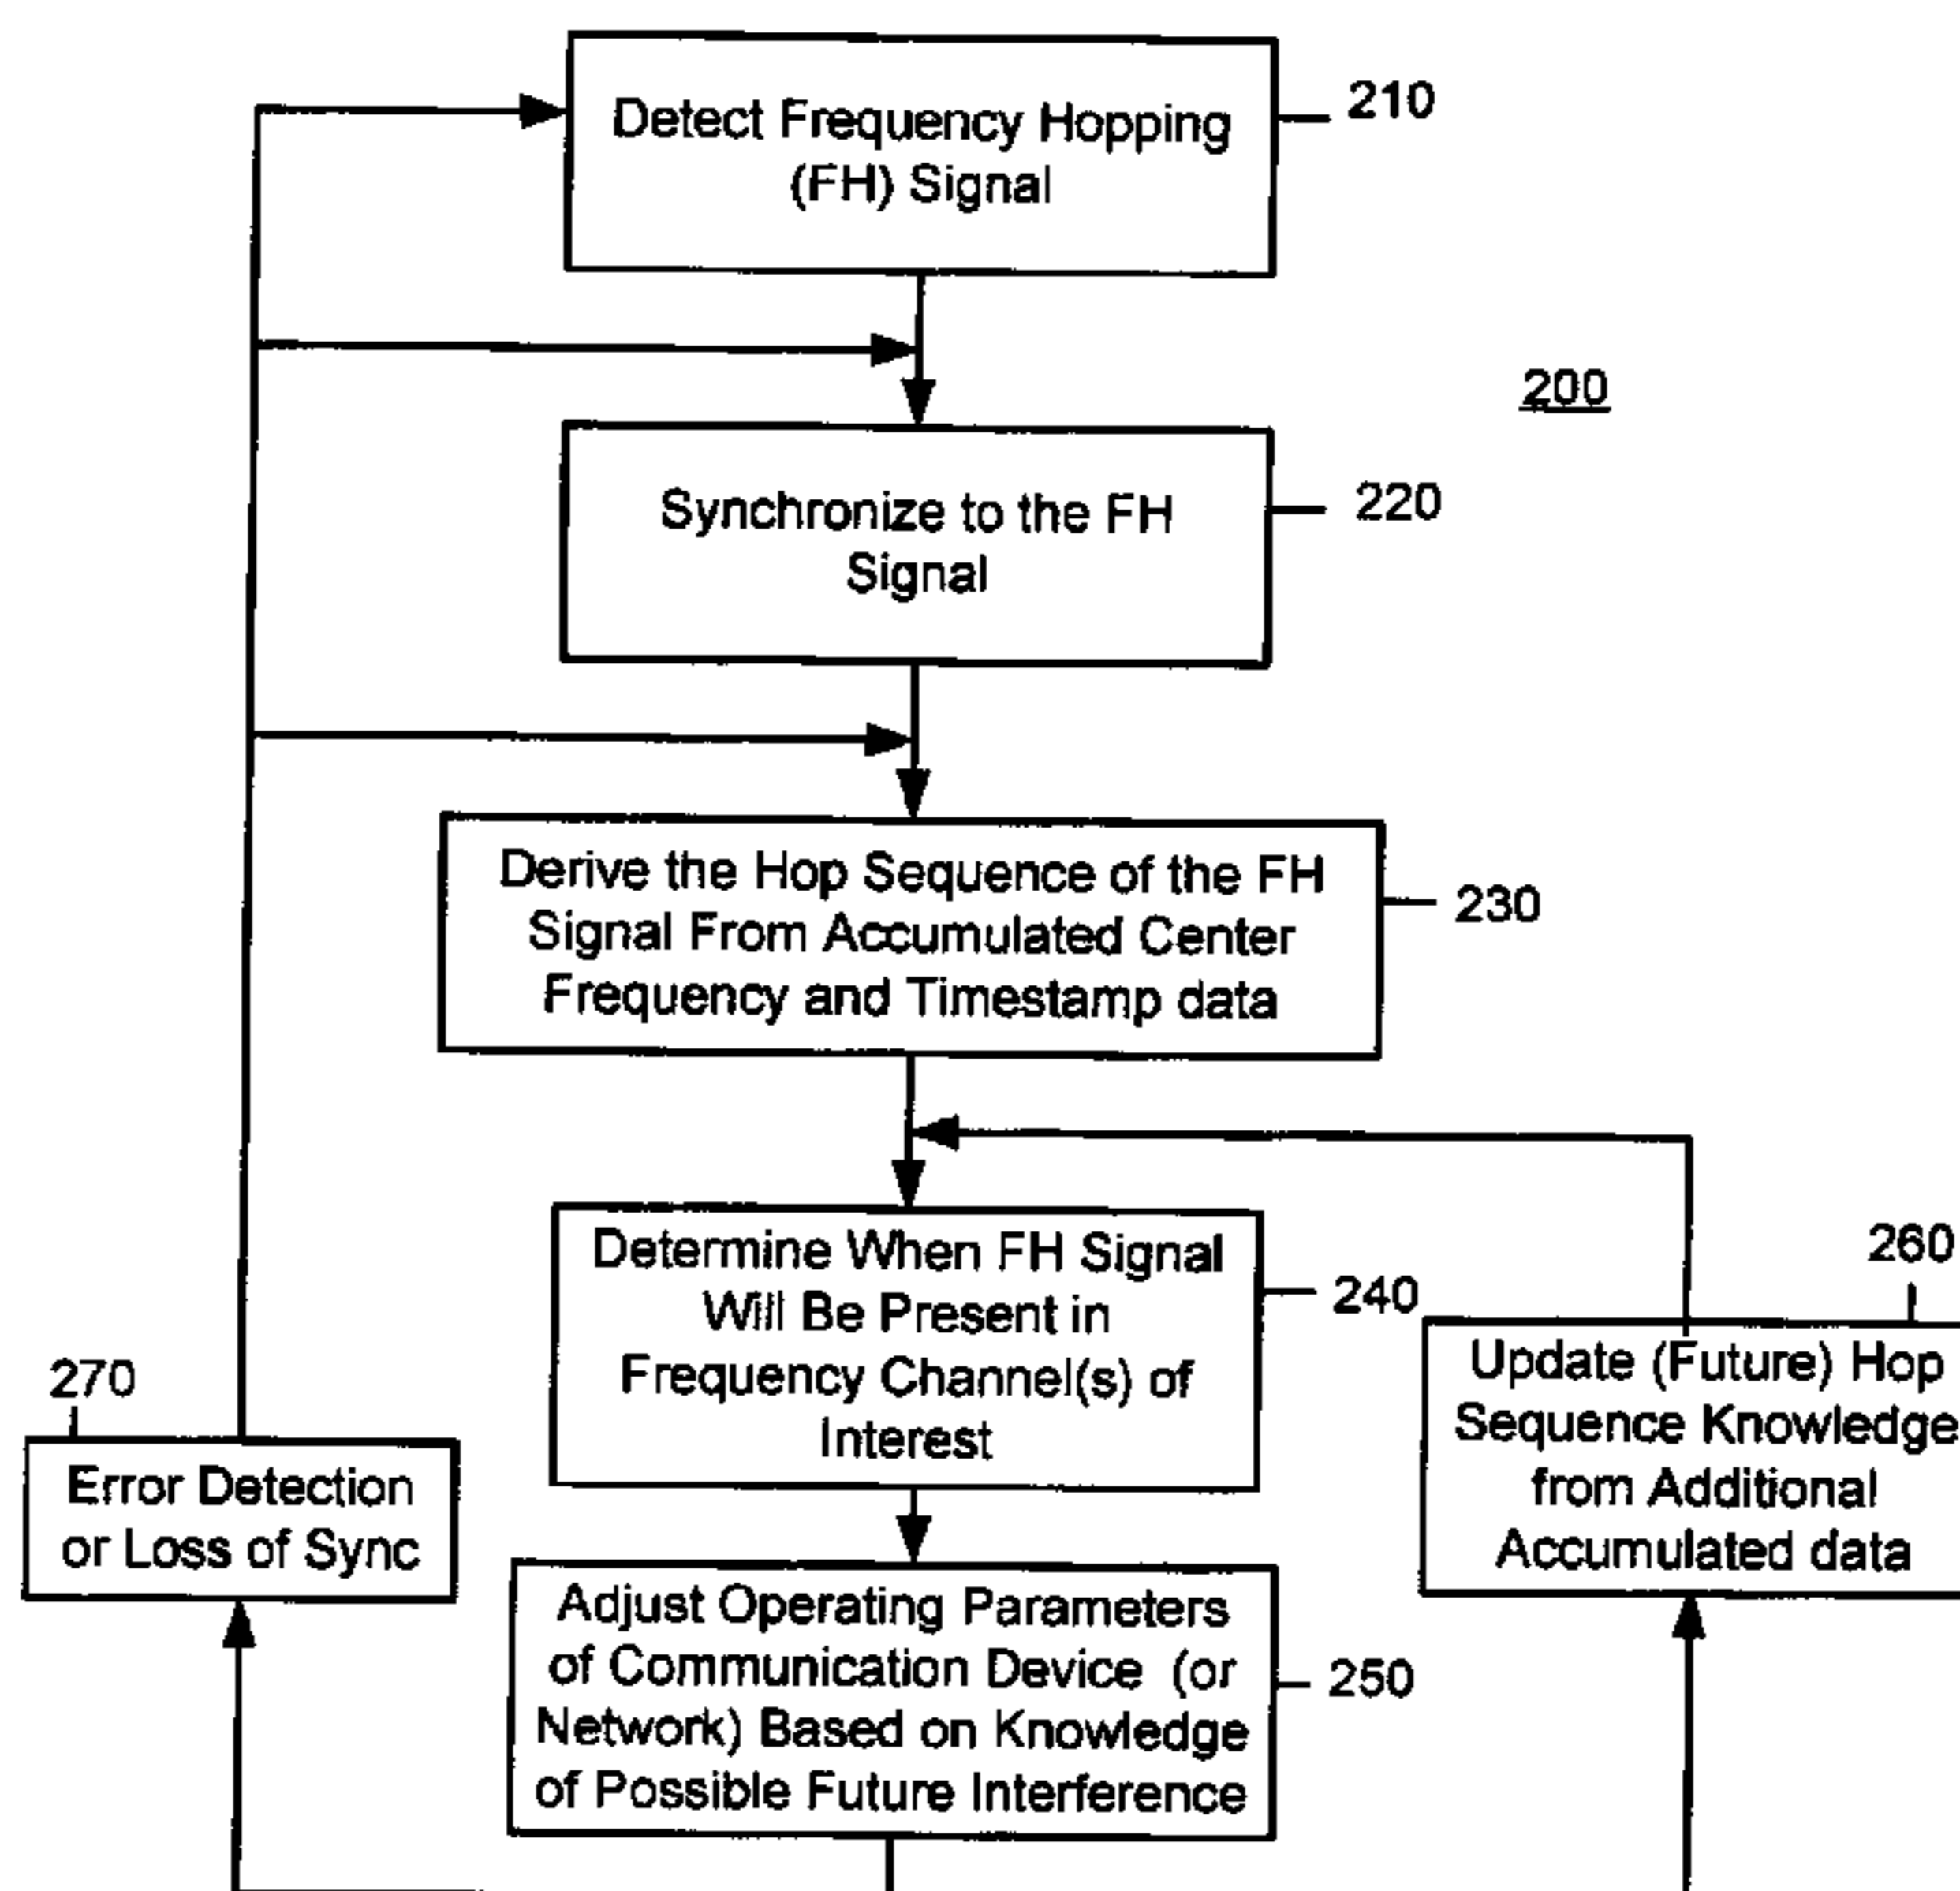 Detect Frequency Hopping
(FH) Signal
210
200
Synchronize to the FH
Signal
220
Derive the Hop Sequence of the FH
Signal From Accumulated Center
Frequency and Timestamp data
230
Determine When FH Signal
Will Be Present in
Frequency Channel(s) of
Interest
240
260
Update (Future) Hop
Sequence Knowledge
from Additional
Accumulated data
270
Error Detection
or Loss of Sync
Adjust Operating Parameters
of Communication Device (or
Network) Based on Knowledge
of Possible Future Interference
250